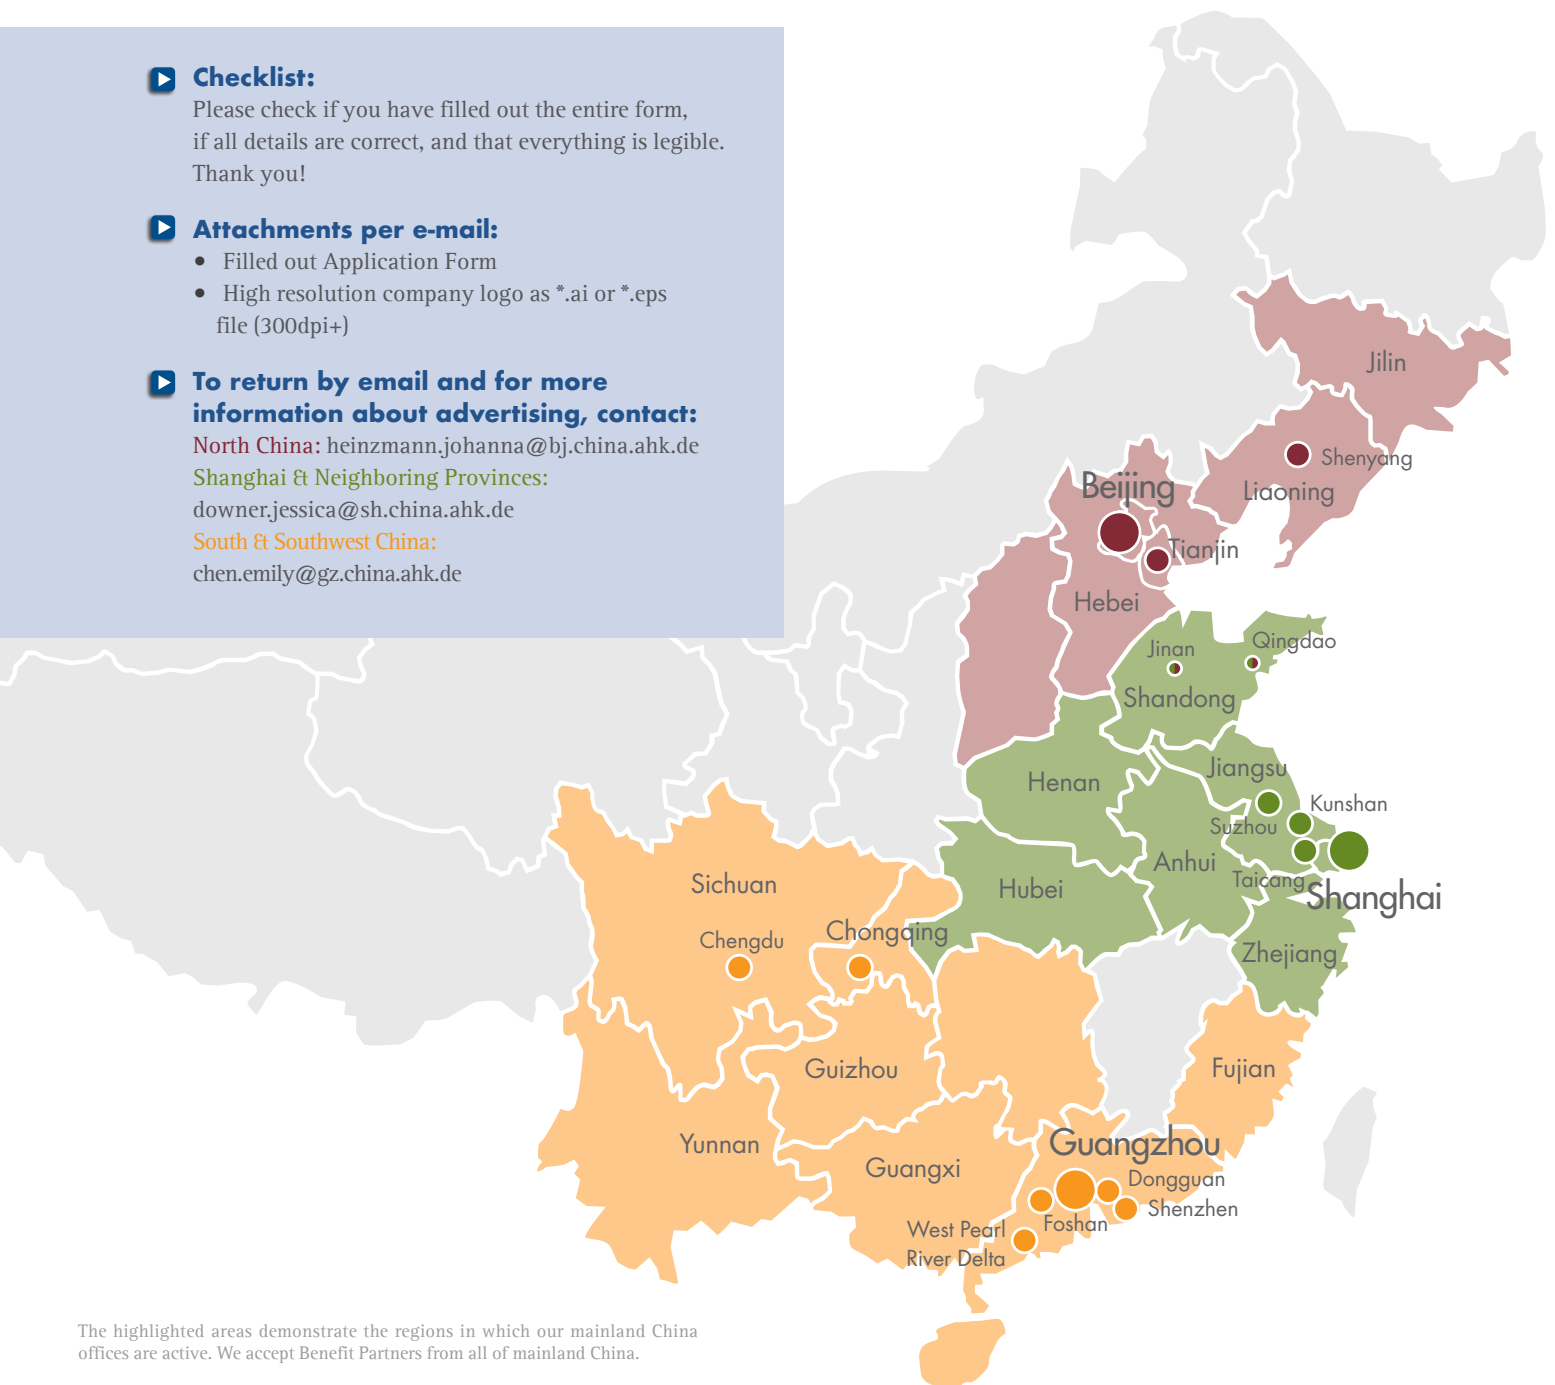 Checklist:
Please check if you have filled out the entire form,
if all details are correct, and that everything is legible.
Thank you!
Attachments per e-mail:
• Filled out Application Form
• High resolution company logo as *.ai or *.eps
file (300dpi+)
To return by email and for more
information about advertising, contact:
North China: heinzmann.johanna@bj.china.ahk.de
Shanghai & Neighboring Provinces:
downer.jessica@sh.china.ahk.de
South & Southwest China:
chen.emily@gz.china.ahk.de
Jilin
Shenyang
Liaoning
Beijing
Tianjin
Hebei
Jinan
Qingdao
Shandong
Jiangsu
Henan
Kunshan
Suzhou
Anhui
Taicang
Shanghai
Hubei
Sichuan
Chongqing
Chengdu
Zhejiang
Guizhou
Fujian
Yunnan
Guangzhou
Guangxi
Dongguan
Shenzhen
Foshan
West Pearl
River Delta
The highlighted areas demonstrate the regions in which our mainland China
offices are active. We accept Benefit Partners from all of mainland China.